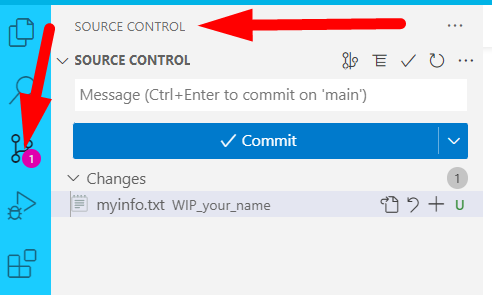 SOURCE CONTROL
SOURCE CONTROL
Message (Ctrl+Enter to commit on 'main')
Commit
1
Changes 1
myinfo.txt WIP_your_name U